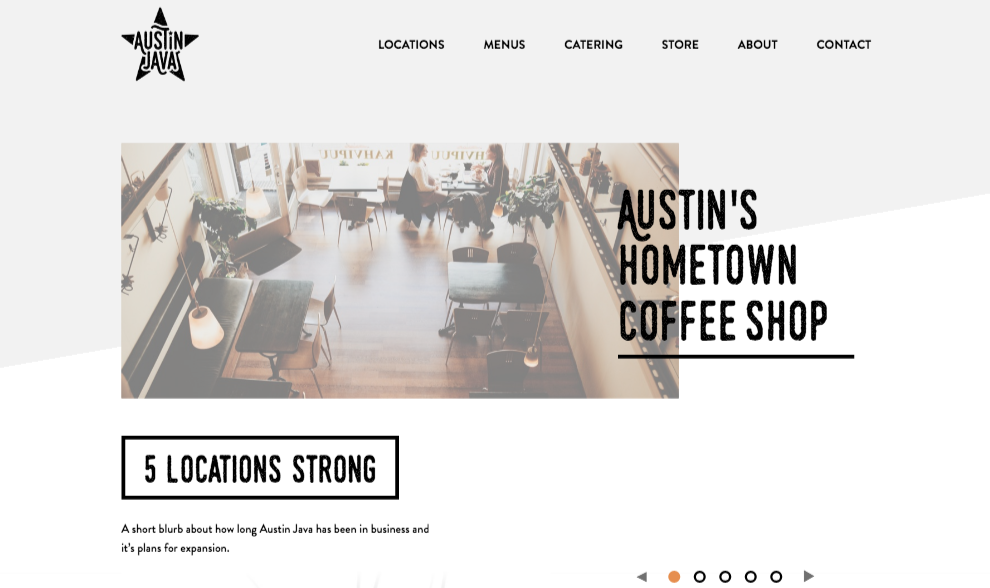 AUSTIN
JAVA
LOCATIONS MENUS CATERING STORE ABOUT CONTACT
KAHVIPUU
AUSTIN'S
HOMETOWN
COFFEE SHOP
5 LOCATIONS STRONG
A short blurb about how long Austin Java has been in business and
it's plans for expansion.